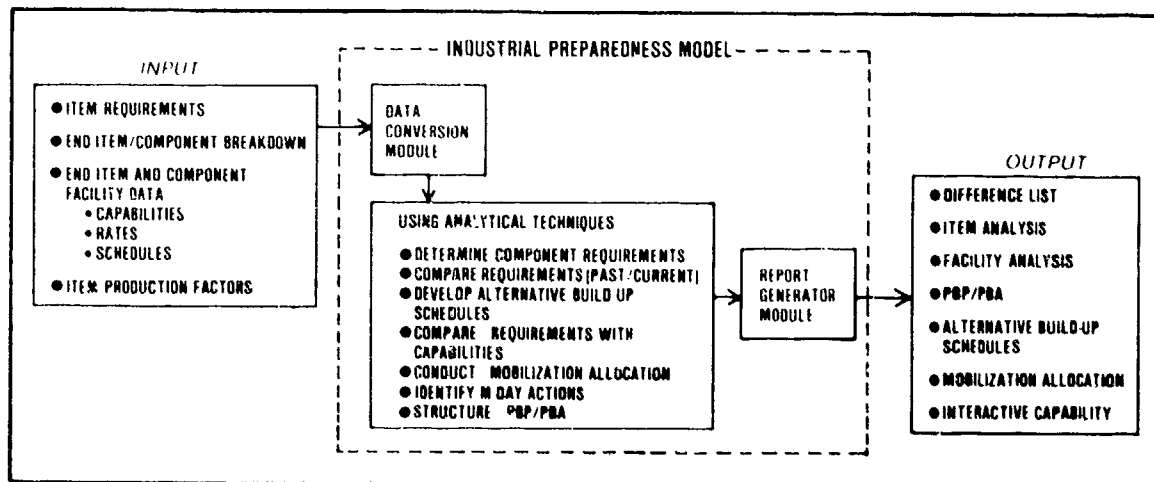 INDUSTRIAL PREPAREDNESS MODEL
INPUT
● ITEM REQUIREMENTS
● END ITEM/COMPONENT BREAKDOWN
● END ITEM AND COMPONENT
FACILITY DATA
• CAPABILITIES
• RATES
• SCHEDULES
● ITEM PRODUCTION FACTORS
DATA
CONVERSION
MODULE
USING ANALYTICAL TECHNIQUES
● DETERMINE COMPONENT REQUIREMENTS
● COMPARE REQUIREMENTS [PAST/CURRENT]
● DEVELOP ALTERNATIVE BUILD UP
SCHEDULES
● COMPARE REQUIREMENTS WITH
CAPABILITIES
● CONDUCT MOBILIZATION ALLOCATION
● IDENTIFY M DAY ACTIONS
● STRUCTURE PBP/PBA
REPORT
GENERATOR
MODULE
OUTPUT
● DIFFERENCE LIST
● ITEM ANALYSIS
● FACILITY ANALYSIS
● PBP/PBA
● ALTERNATIVE BUILD-UP
SCHEDULES
● MOBILIZATION ALLOCATION
● INTERACTIVE CAPABILITY